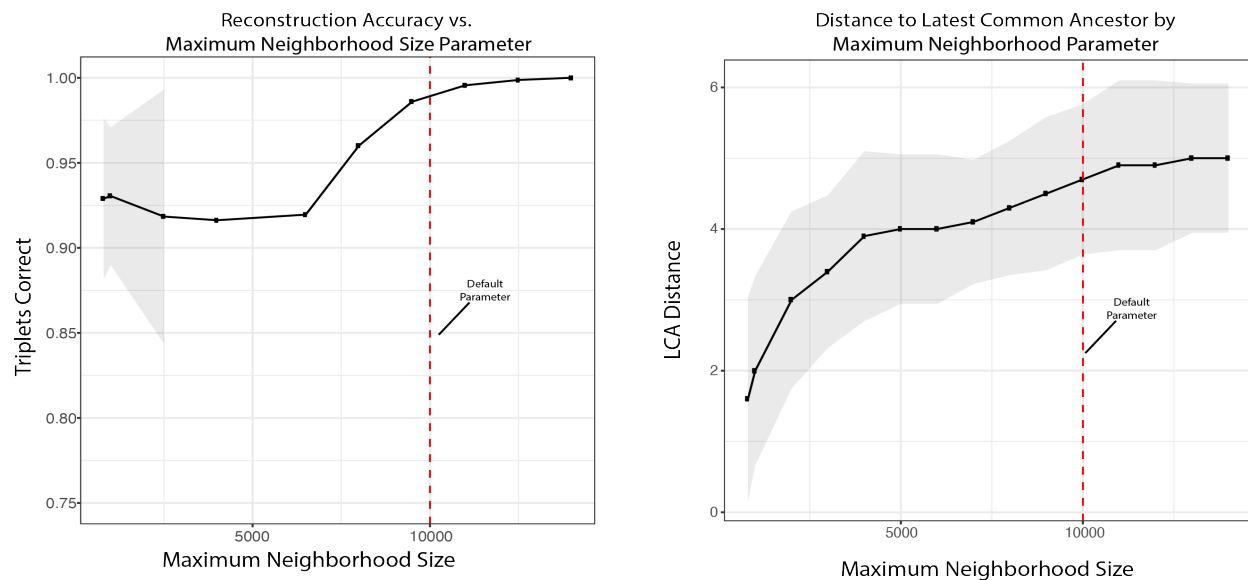 Reconstruction Accuracy vs.
Maximum Neighborhood Size Parameter
1.00
0.95
0.90
0.85
0.80
0.75
Triplets Correct
Default
Parameter
5000
10000
Maximum Neighborhood Size
Distance to Latest Common Ancestor by
Maximum Neighborhood Parameter
6
4
2
0
LCA Distance
Default
Parameter
5000
10000
Maximum Neighborhood Size